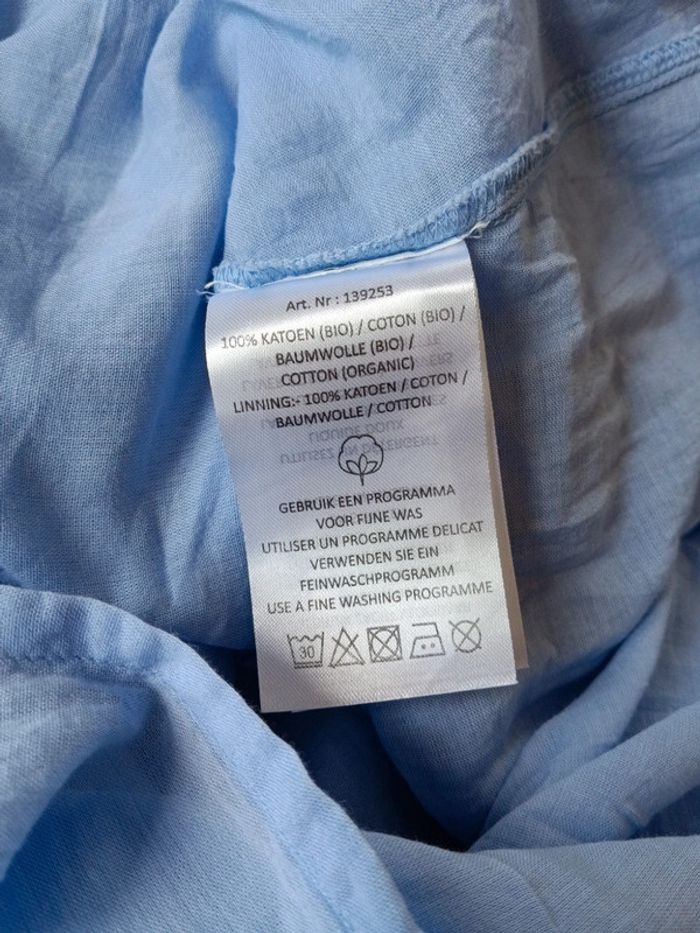 Art. Nr : 139253
100% KATOEN (BIO) / COTON (BIO) /
BAUMWOLLE (BIO) /
COTTON (ORGANIC)
LINNING:- 100% KATOEN / COTON /
BAUMWOLLE / COTTON
GEBRUIK EEN PROGRAMMA
VOOR FIJNE WAS
UTILISER UN PROGRAMME DELICAT
VERWENDEN SIE EIN
FEINWASCHPROGRAMM
USE A FINE WASHING PROGRAMME
30